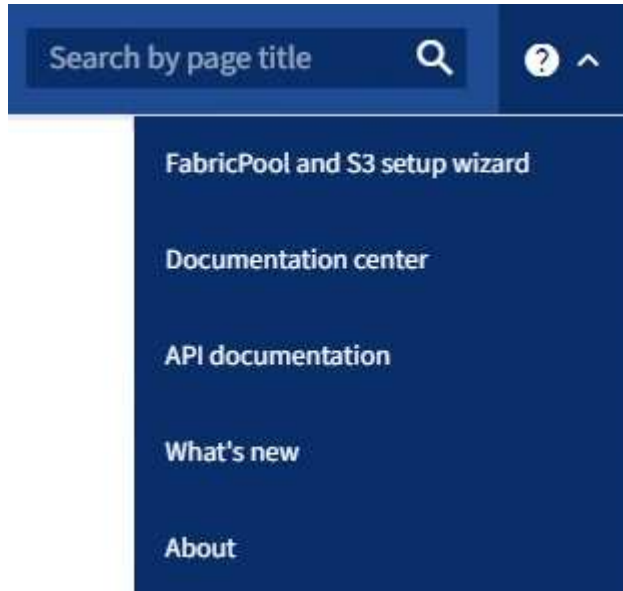 Search by page title
FabricPool and S3 setup wizard
Documentation center
API documentation
What's new
About